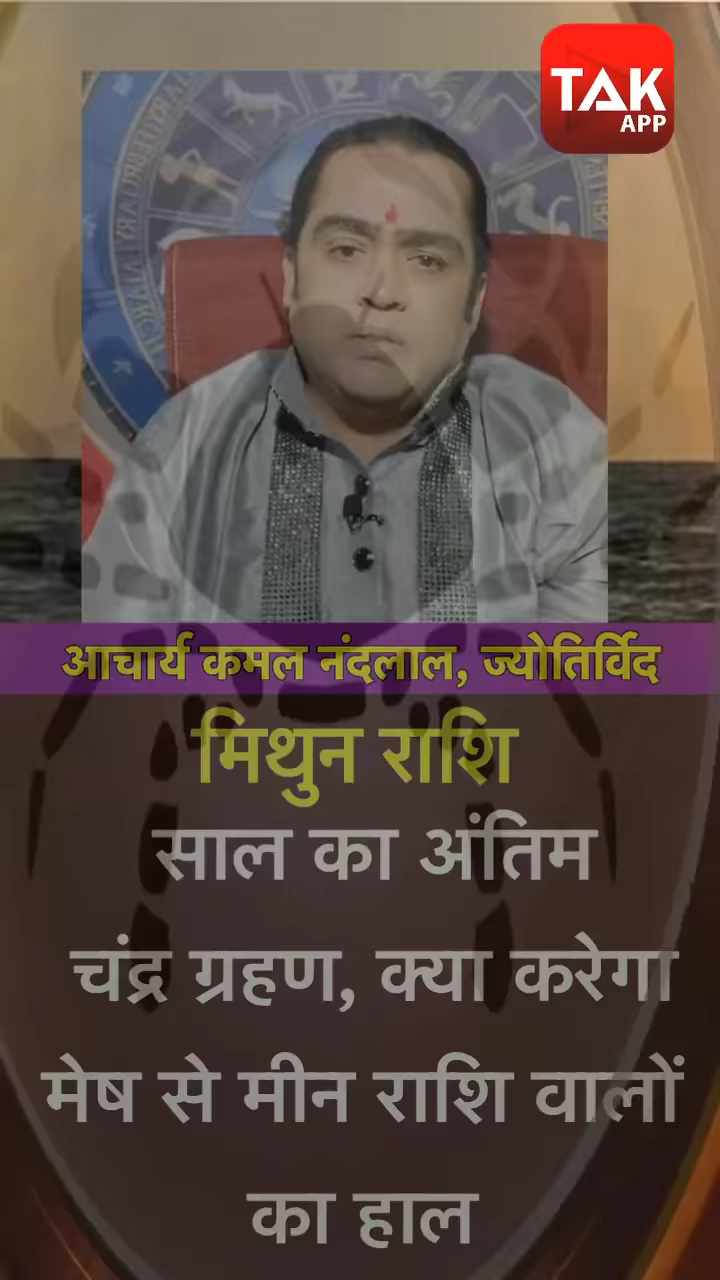 TAK
APP
आचार्य कमल नंदलाल, ज्योतिर्विद
मिथुन राशि
साल का अंतिम
चंद्र ग्रहण, क्या करेगा
मेष से मीन राशि वालों
का हाल